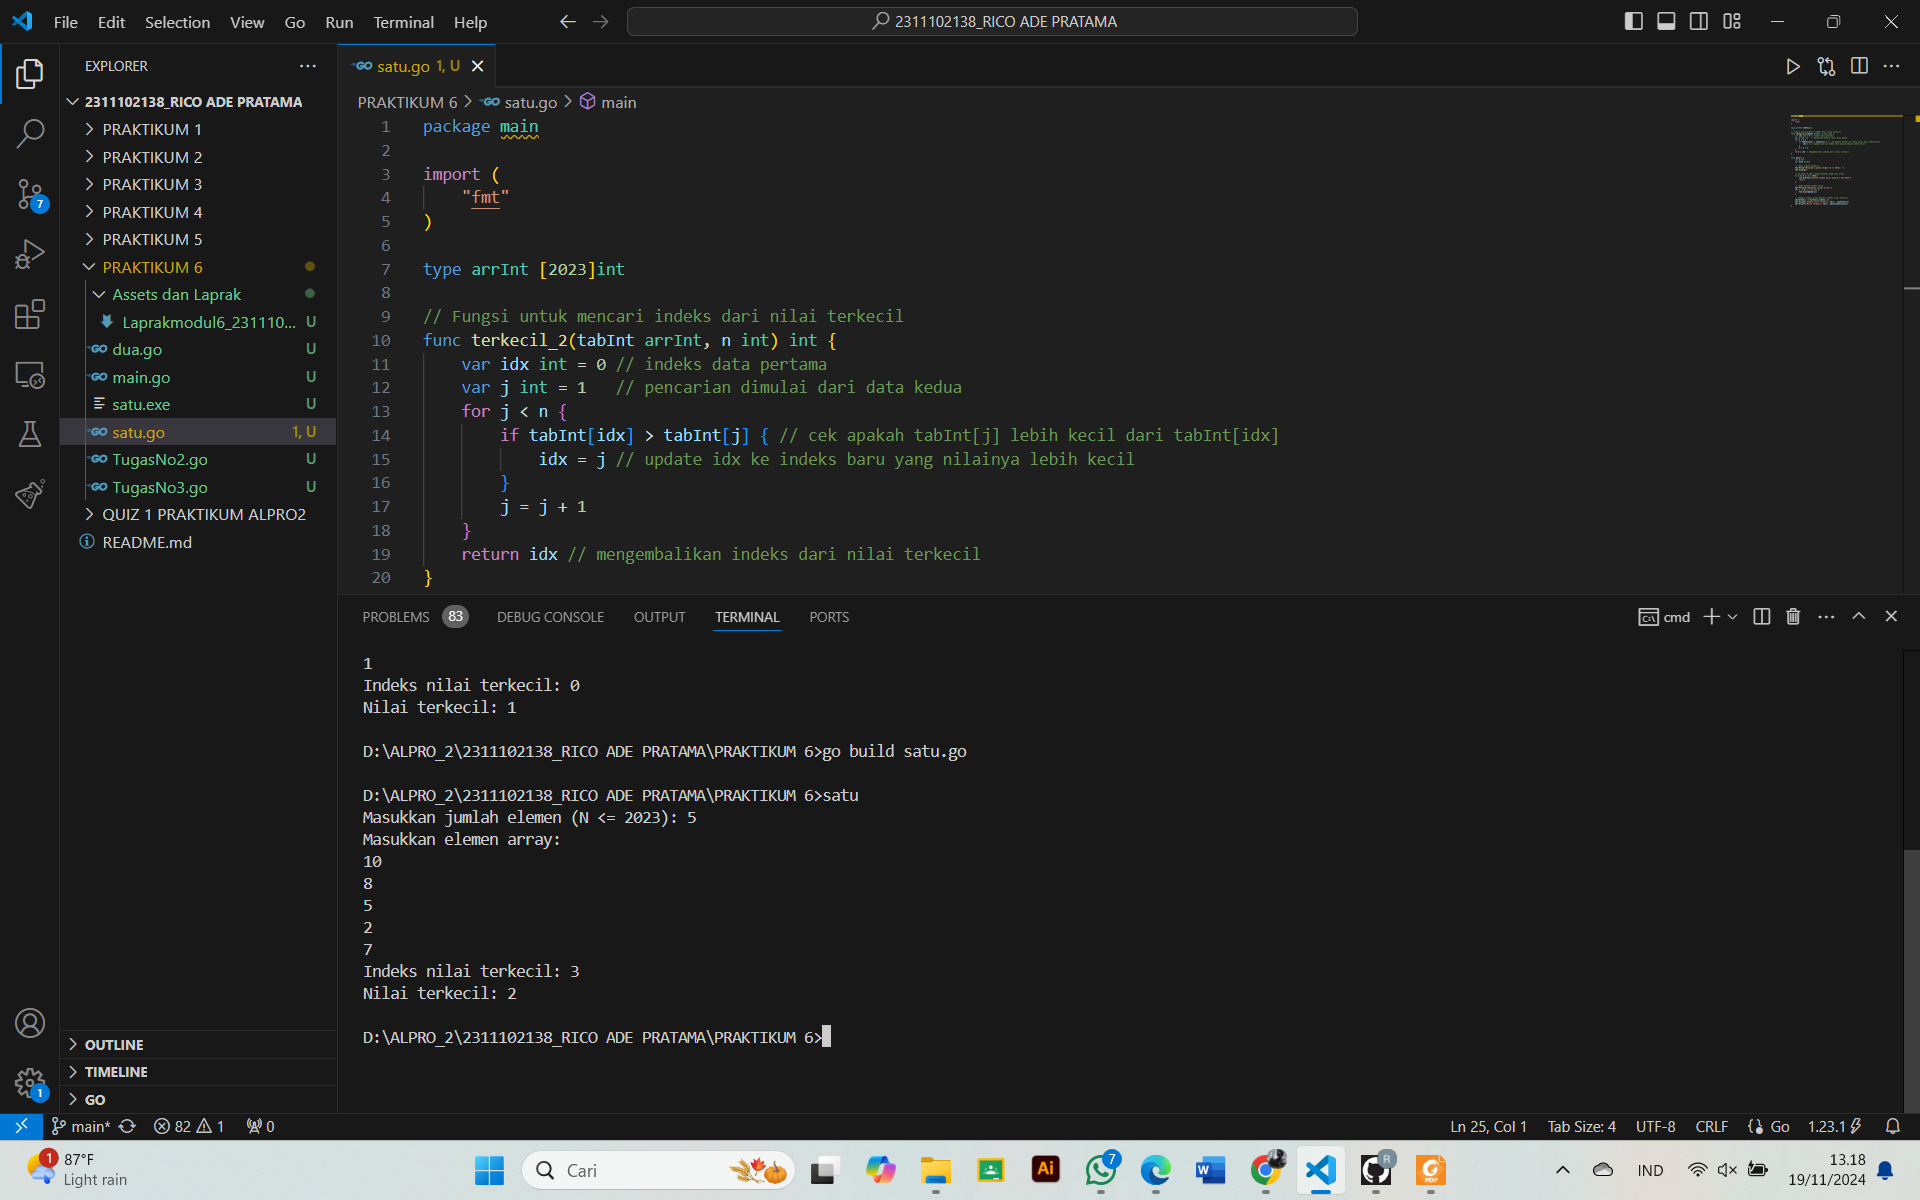 File Edit Selection View Go Run Terminal Help
2311102138_RICO ADE PRATAMA
EXPLORER
2311102138_RICO ADE PRATAMA
PRAKTIKUM 1
PRAKTIKUM 2
PRAKTIKUM 3
PRAKTIKUM 4
PRAKTIKUM 5
PRAKTIKUM 6
Assets dan Laprak
Laprakmodul6_231110... U
dua.go U
main.go U
satu.exe U
satu.go 1, U
TugasNo2.go U
TugasNo3.go U
QUIZ 1 PRAKTIKUM ALPRO2
README.md
7
OUTLINE
TIMELINE
GO
1
satu.go 1, U
PRAKTIKUM 6 > satu.go > main
1 package main
2
3 import (
4 "fmt"
5 )
6
7 type arrInt [2023]int
8
9 // Fungsi untuk mencari indeks dari nilai terkecil
10 func terkecil_2(tabInt arrInt, n int) int {
11 var idx int = 0 // indeks data pertama
12 var j int = 1 // pencarian dimulai dari data kedua
13 for j < n {
14 if tabInt[idx] > tabInt[j] { // cek apakah tabInt[j] lebih kecil dari tabInt[idx]
15 idx = j // update idx ke indeks baru yang nilainya lebih kecil
16 }
17 j = j + 1
18 }
19 return idx // mengembalikan indeks dari nilai terkecil
20 }
PROBLEMS 83 DEBUG CONSOLE OUTPUT TERMINAL PORTS
cmd
1
Indeks nilai terkecil: 0
Nilai terkecil: 1
D:\ALPRO_2\2311102138_RICO ADE PRATAMA\PRAKTIKUM 6>go build satu.go
D:\ALPRO_2\2311102138_RICO ADE PRATAMA\PRAKTIKUM 6>satu
Masukkan jumlah elemen (N <= 2023): 5
Masukkan elemen array:
10
8
5
2
7
Indeks nilai terkecil: 3
Nilai terkecil: 2
D:\ALPRO_2\2311102138_RICO ADE PRATAMA\PRAKTIKUM 6>
main* 82 1 0
Ln 25, Col 1 Tab Size: 4 UTF-8 CRLF Go 1.23.1
1
87°F
Light rain
Cari
Ai
7
W
R
PDF
IND
13.18
19/11/2024